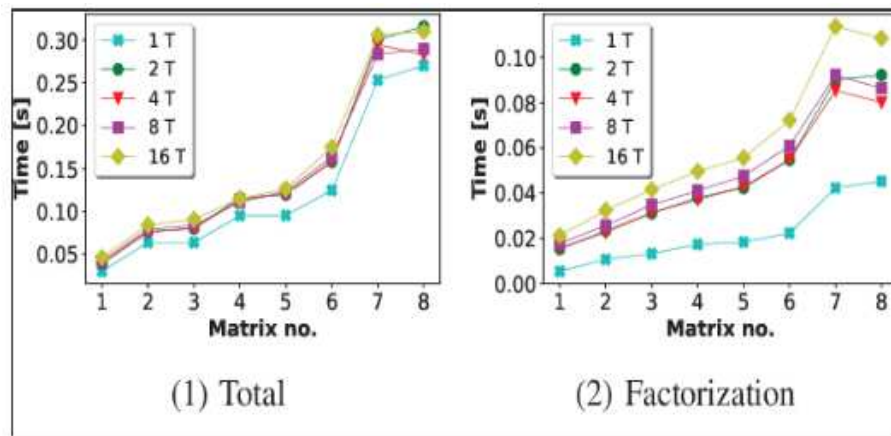 1 T
2 T
4 T
8 T
16 T
Time [s]
0.30
0.25
0.20
0.15
0.10
0.05
1 2 3 4 5 6 7 8
Matrix no.
(1) Total
1 T
2 T
4 T
8 T
16 T
Time [s]
0.10
0.08
0.06
0.04
0.02
0.00
1 2 3 4 5 6 7 8
Matrix no.
(2) Factorization